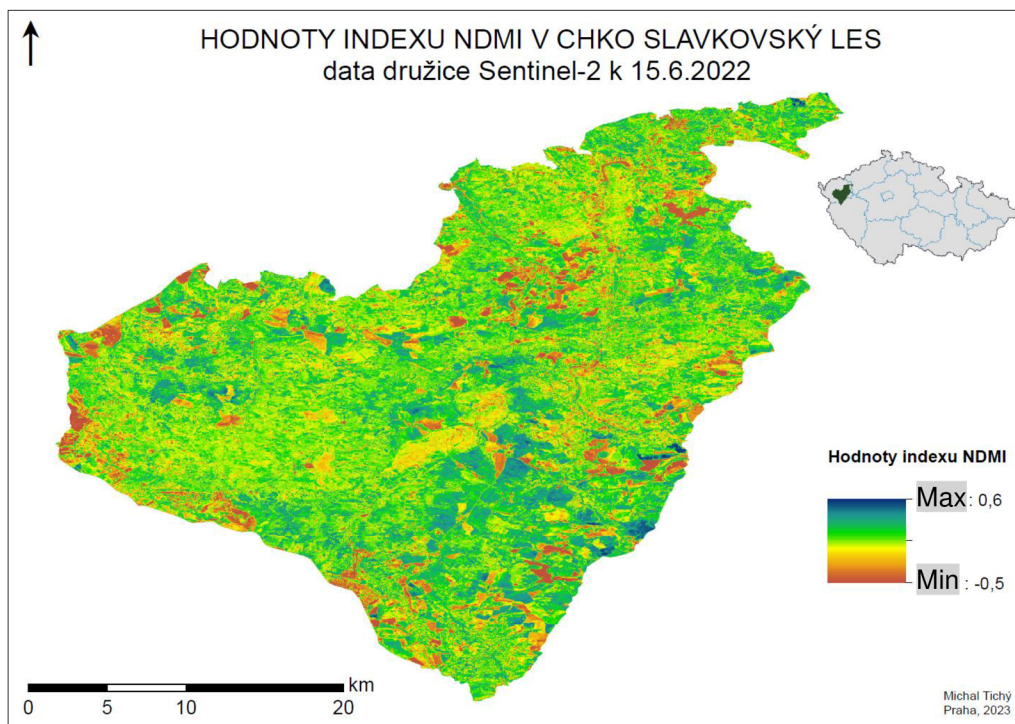 HODNOTY INDEXU NDMI V CHKO SLAVKOVSKÝ LES
data družice Sentinel-2 k 15.6.2022
Hodnoty indexu NDMI
Max : 0,6
Min : -0,5
km
0 5 10 20
Michal Tichý
Praha, 2023